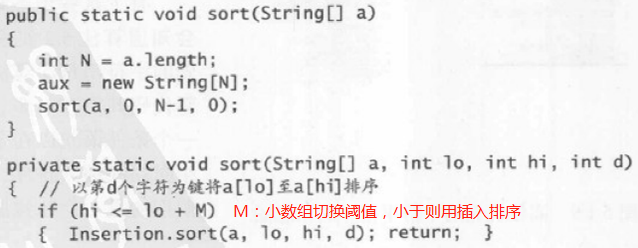 public static void sort(String[] a)
{
int N = a.length;
aux = new String[N];
sort(a, 0, N-1, 0);
}
private static void sort(String[] a, int lo, int hi, int d)
{ // 以第d个字符为键将a[lo]至a[hi]排序
if (hi <= lo + M) M：小数组切换阈值，小于则用插入排序
{ Insertion.sort(a, lo, hi, d); return; }